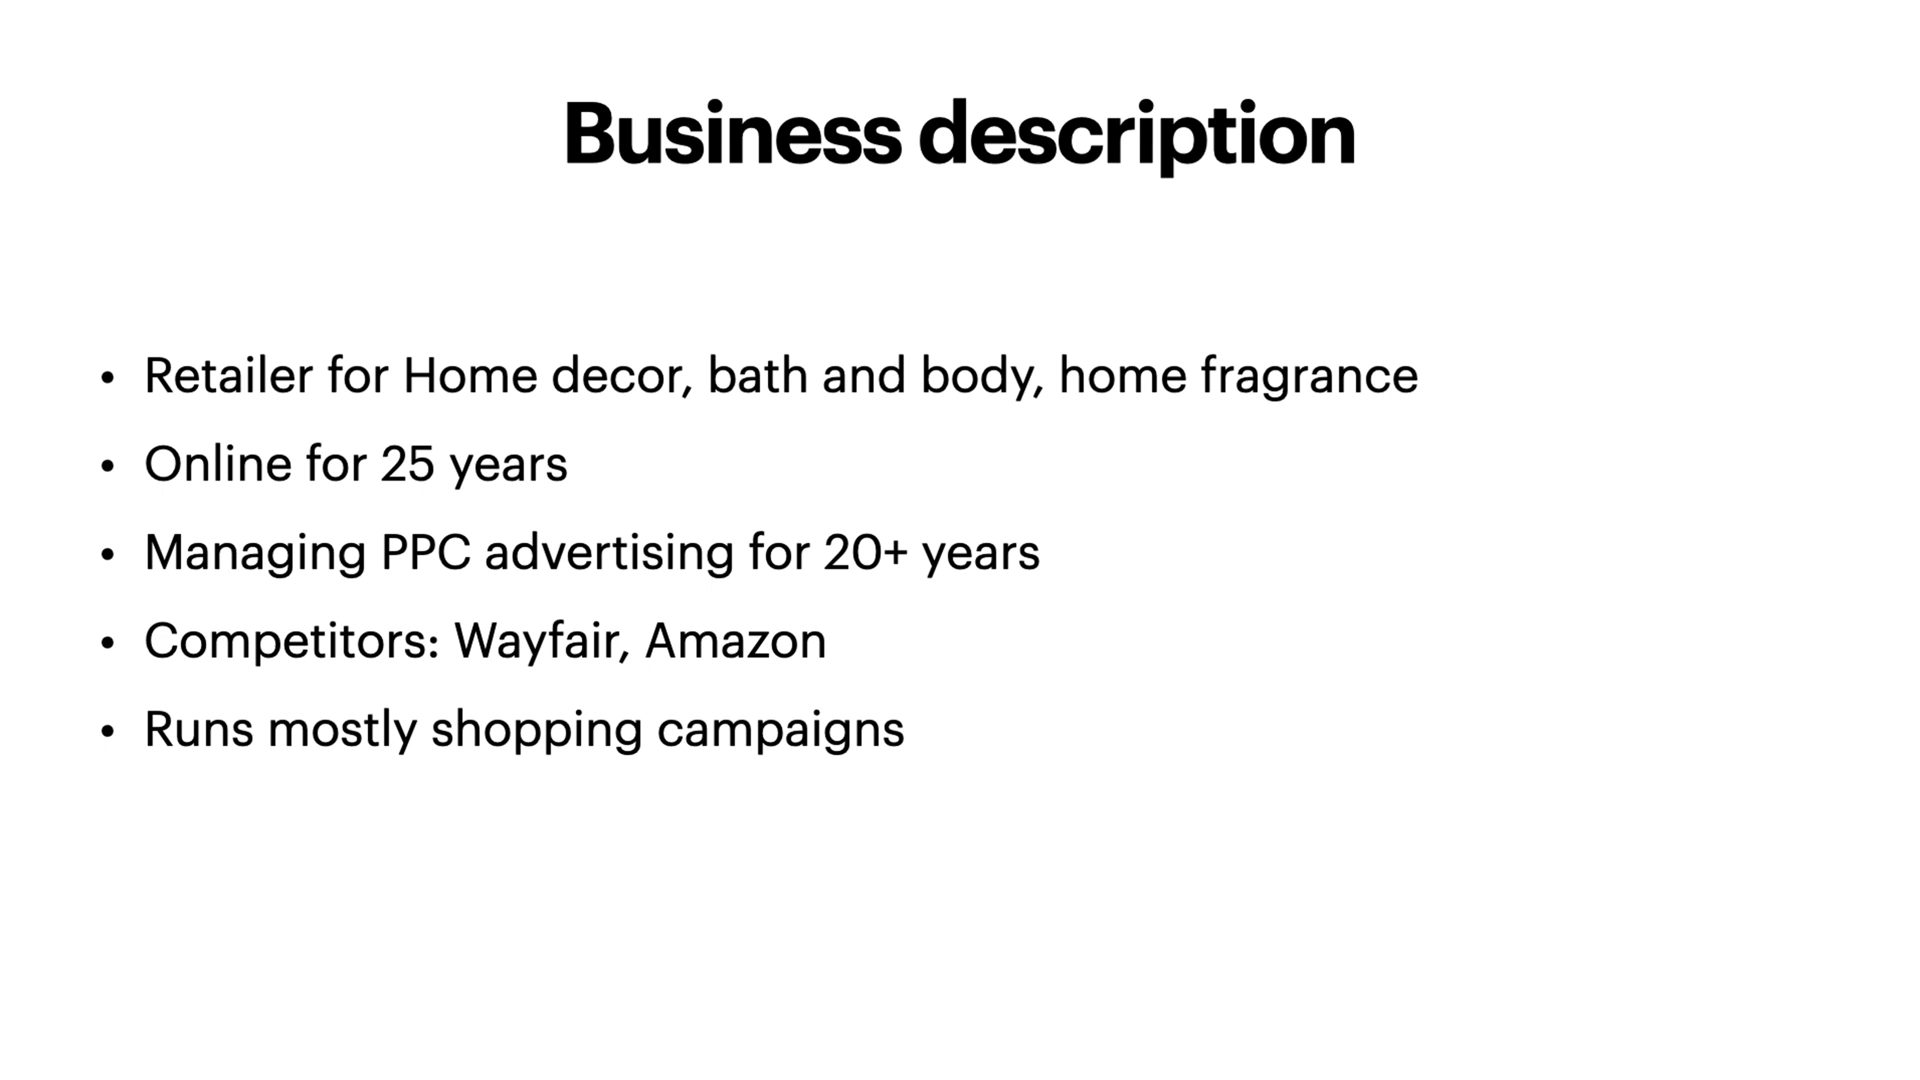 Business description
• Retailer for Home decor, bath and body, home fragrance
• Online for 25 years
• Managing PPC advertising for 20+ years
• Competitors: Wayfair, Amazon
• Runs mostly shopping campaigns